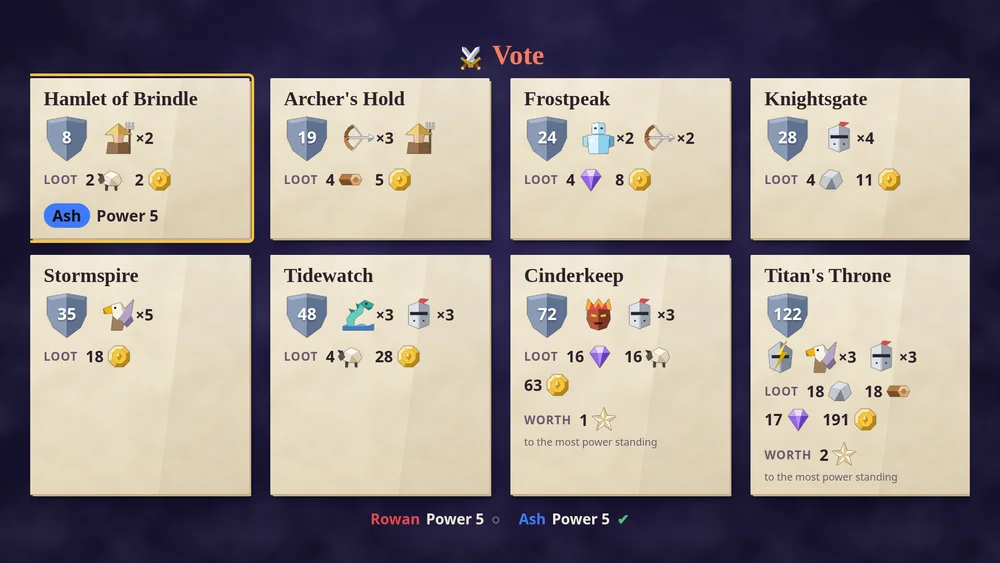 Vote
Hamlet of Brindle
8 ×2
LOOT 2 2
Ash Power 5
Archer's Hold
19 ×3
LOOT 4 5
Frostpeak
24 ×2 ×2
LOOT 4 8
Knightsgate
28 ×4
LOOT 4 11
Stormspire
35 ×5
LOOT 18
Tidewatch
48 ×3 ×3
LOOT 4 28
Cinderkeep
72 ×3
LOOT 16 16
63
WORTH 1
to the most power standing
Titan's Throne
122
×3 ×3
LOOT 18 18
17 191
WORTH 2
to the most power standing
Rowan Power 5 Ash Power 5